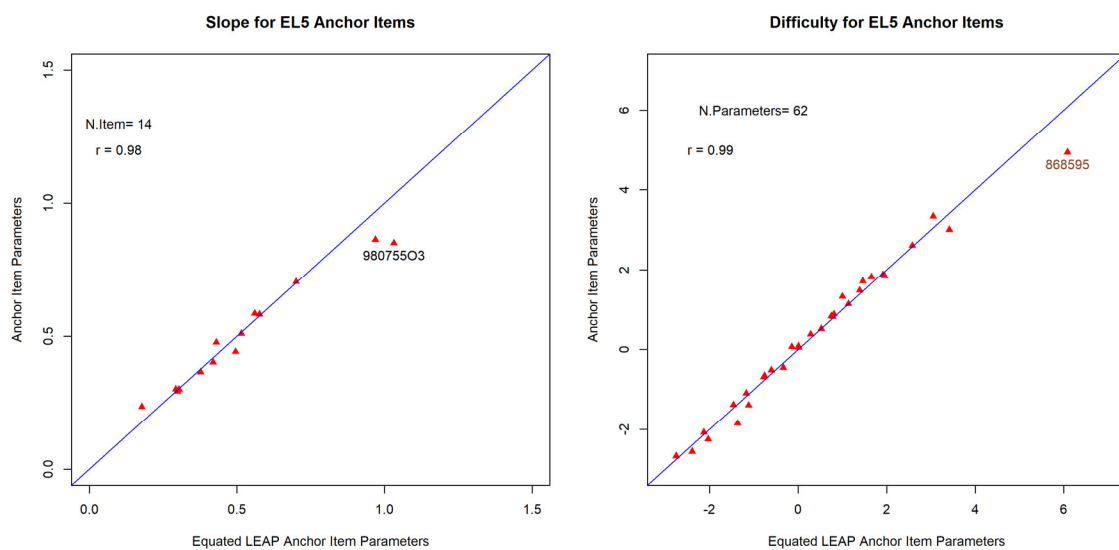 Slope for EL5 Anchor Items
N.Item= 14
r = 0.98
980755O3
Anchor Item Parameters
0.0
0.5
1.0
1.5
0.0
0.5
1.0
1.5
Equated LEAP Anchor Item Parameters
Difficulty for EL5 Anchor Items
N.Parameters= 62
r = 0.99
868595
Anchor Item Parameters
-2
0
2
4
6
-2
0
2
4
6
Equated LEAP Anchor Item Parameters